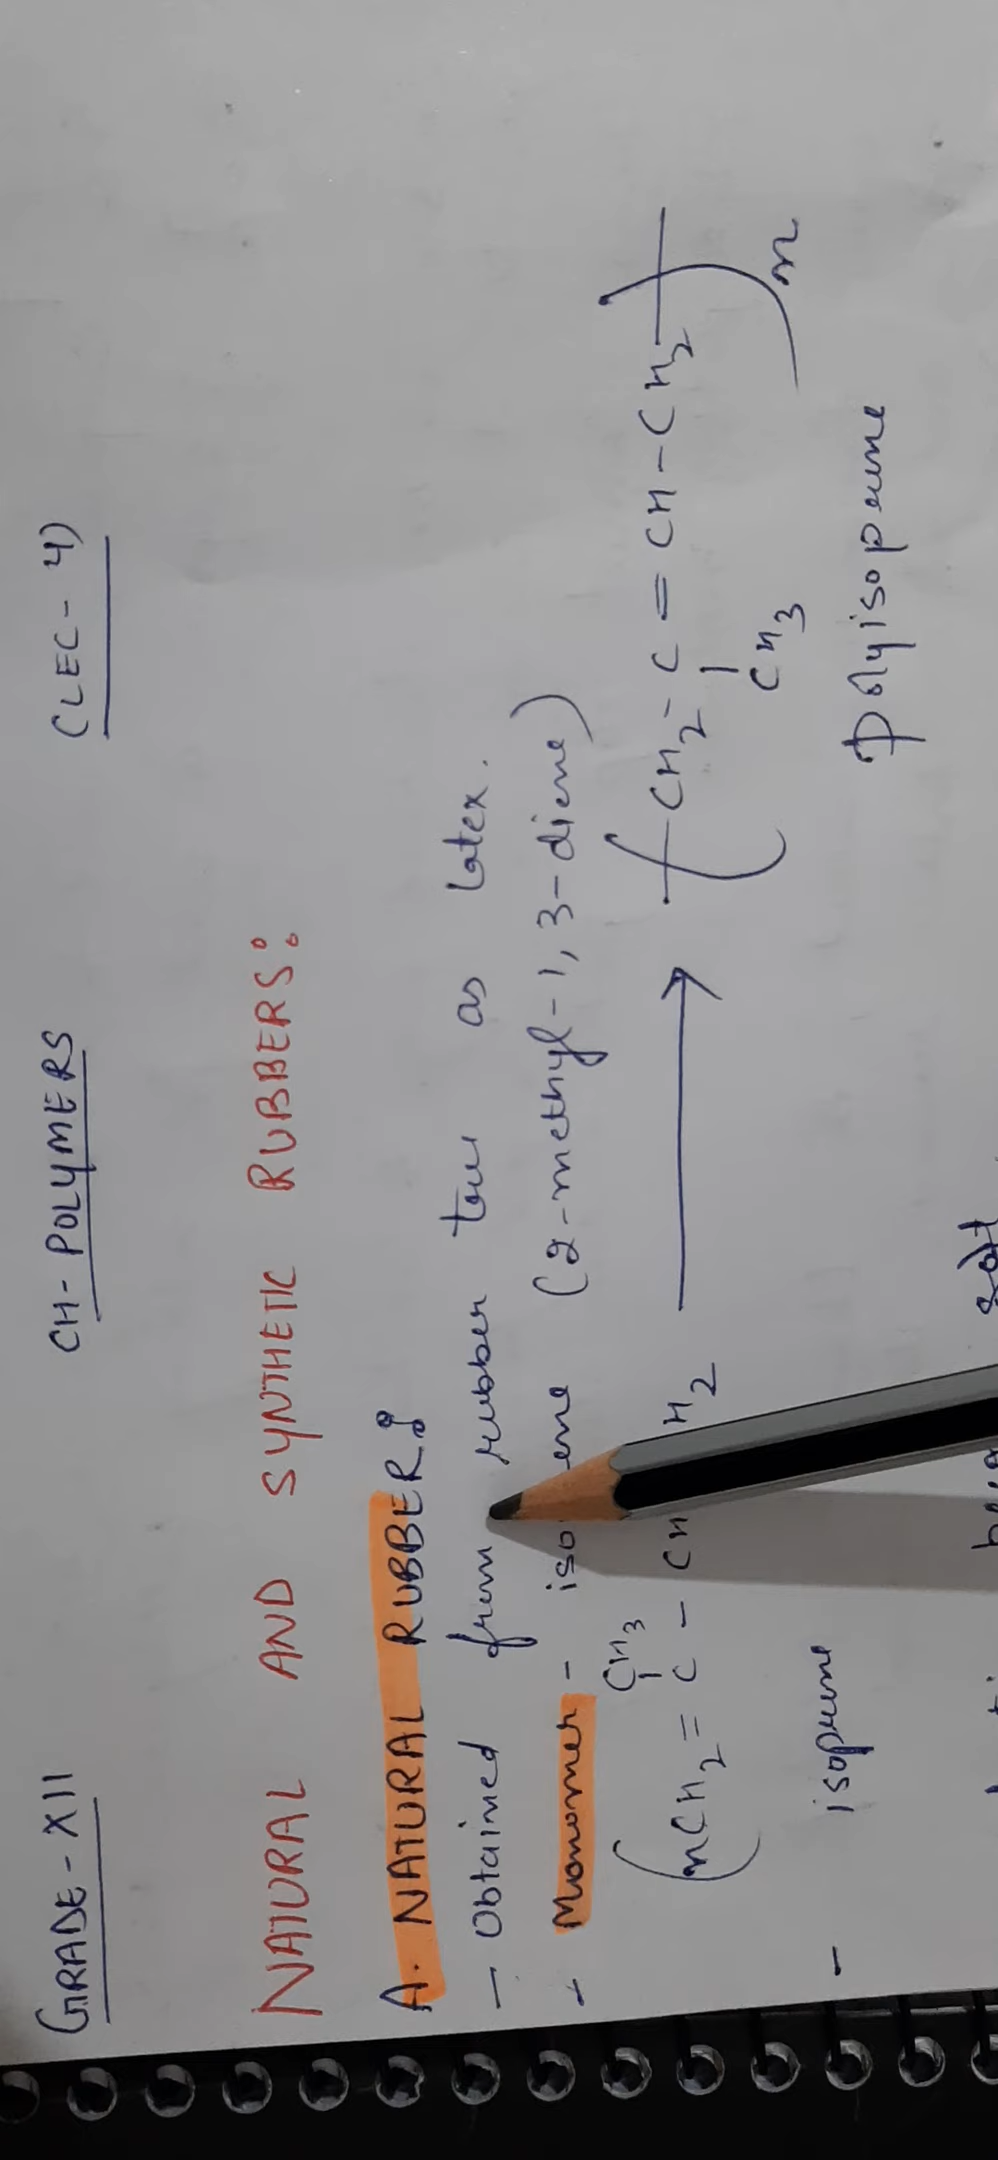 GRADE-XII CH-POLYMERS (LEC-4)
NATURAL AND SYNTHETIC RUBBERS:
A. NATURAL RUBBER:
- Obtained from rubber tree as latex.
- Monomer - iso ene (2-methyl-1,3-diene)
CH3 CH3
(nCH2=C-CH H2 → (CH2-C=CH-CH2)n
- isoprene polyisoprene
soft